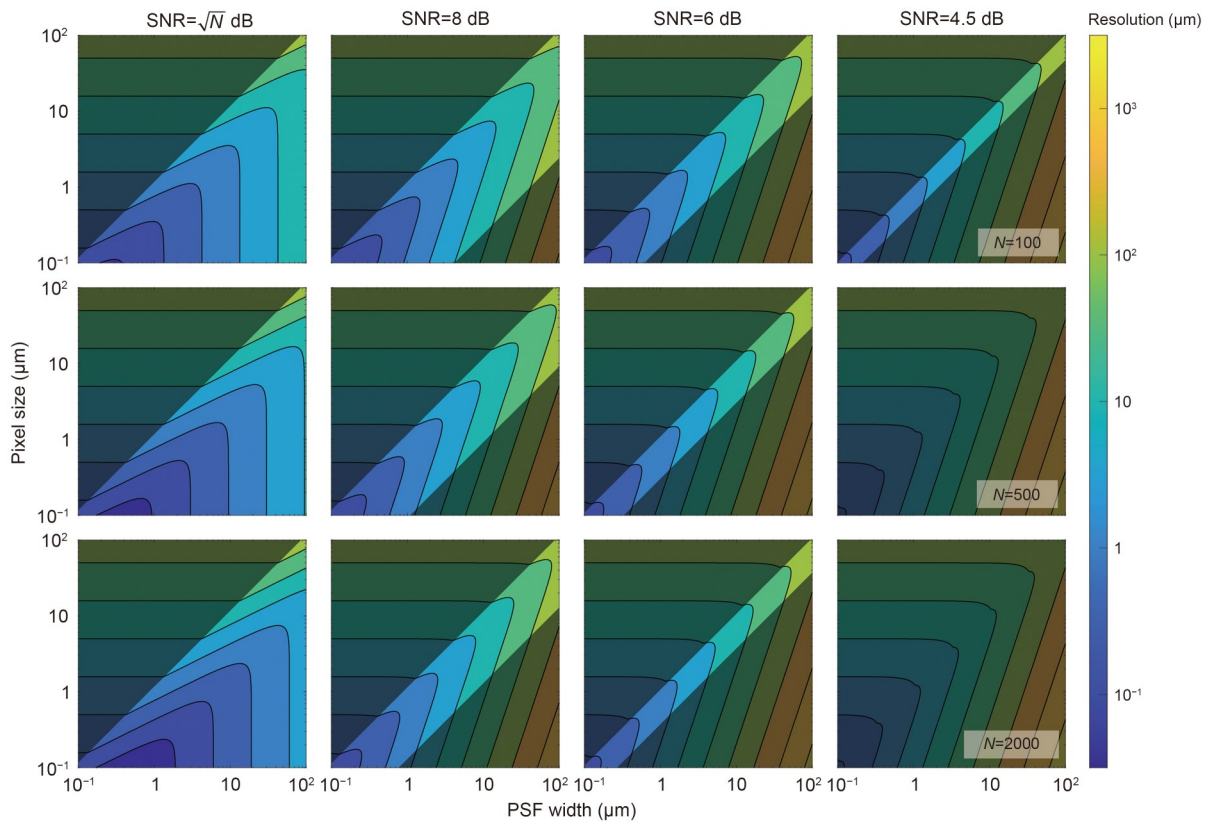 SNR=√N dB SNR=8 dB SNR=6 dB SNR=4.5 dB Resolution (µm)
10²
10
1
10⁻¹
N=100
10²
10
1
10⁻¹
N=500
10²
10
1
10⁻¹
N=2000
10⁻¹ 1 10 10² 10⁻¹ 1 10 10² 10⁻¹ 1 10 10² 10⁻¹ 1 10 10²
Pixel size (µm)
PSF width (µm)
10³
10²
10
1
10⁻¹